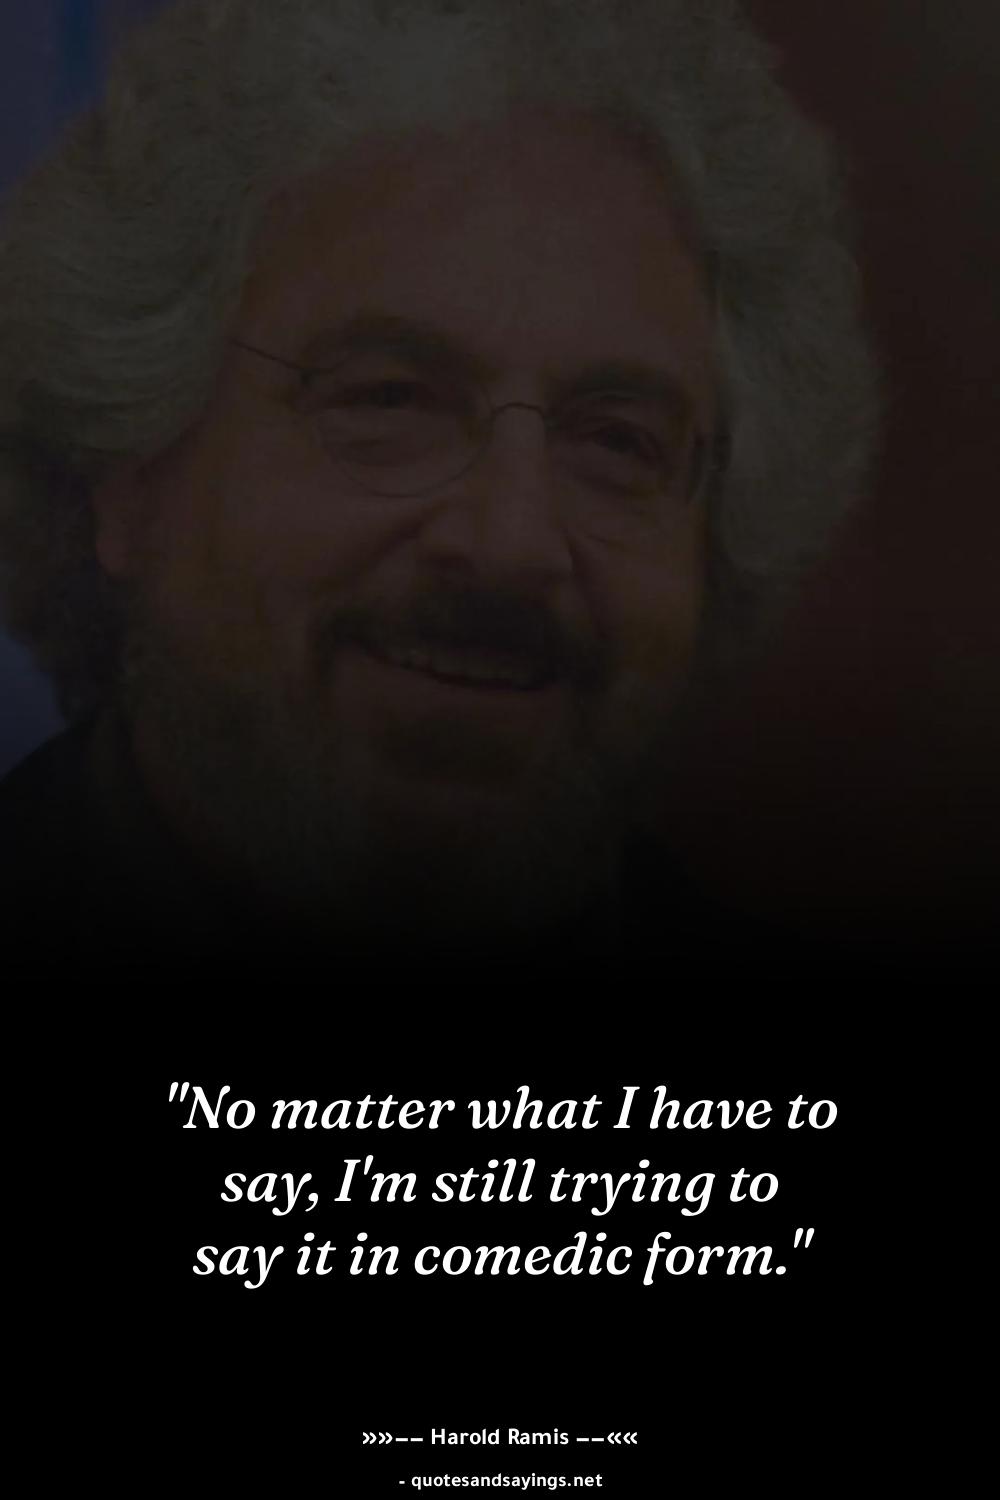 "No matter what I have to
say, I'm still trying to
say it in comedic form."
»»−− Harold Ramis −−««
- quotesandsayings.net